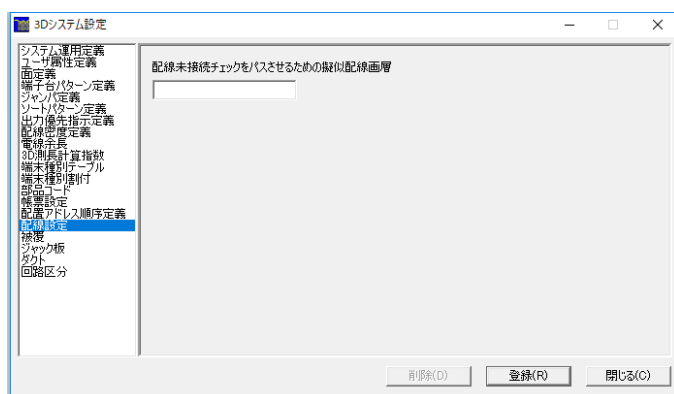 3Dシステム設定
システム運用定義
ユーザ属性定義
面定義
端子台パターン定義
ジャンパ定義
ソートパターン定義
出力優先指示定義
配線密度定義
電線余長
3D測長計算指数
端末種別テーブル
端末種別割付
部品コード
帳票設定
配置アドレス順序定義
配線設定
被覆
ジャック板
ダクト
回路区分
配線未接続チェックをパスさせるための擬似配線画層
削除(D)
登録(R)
閉じる(C)